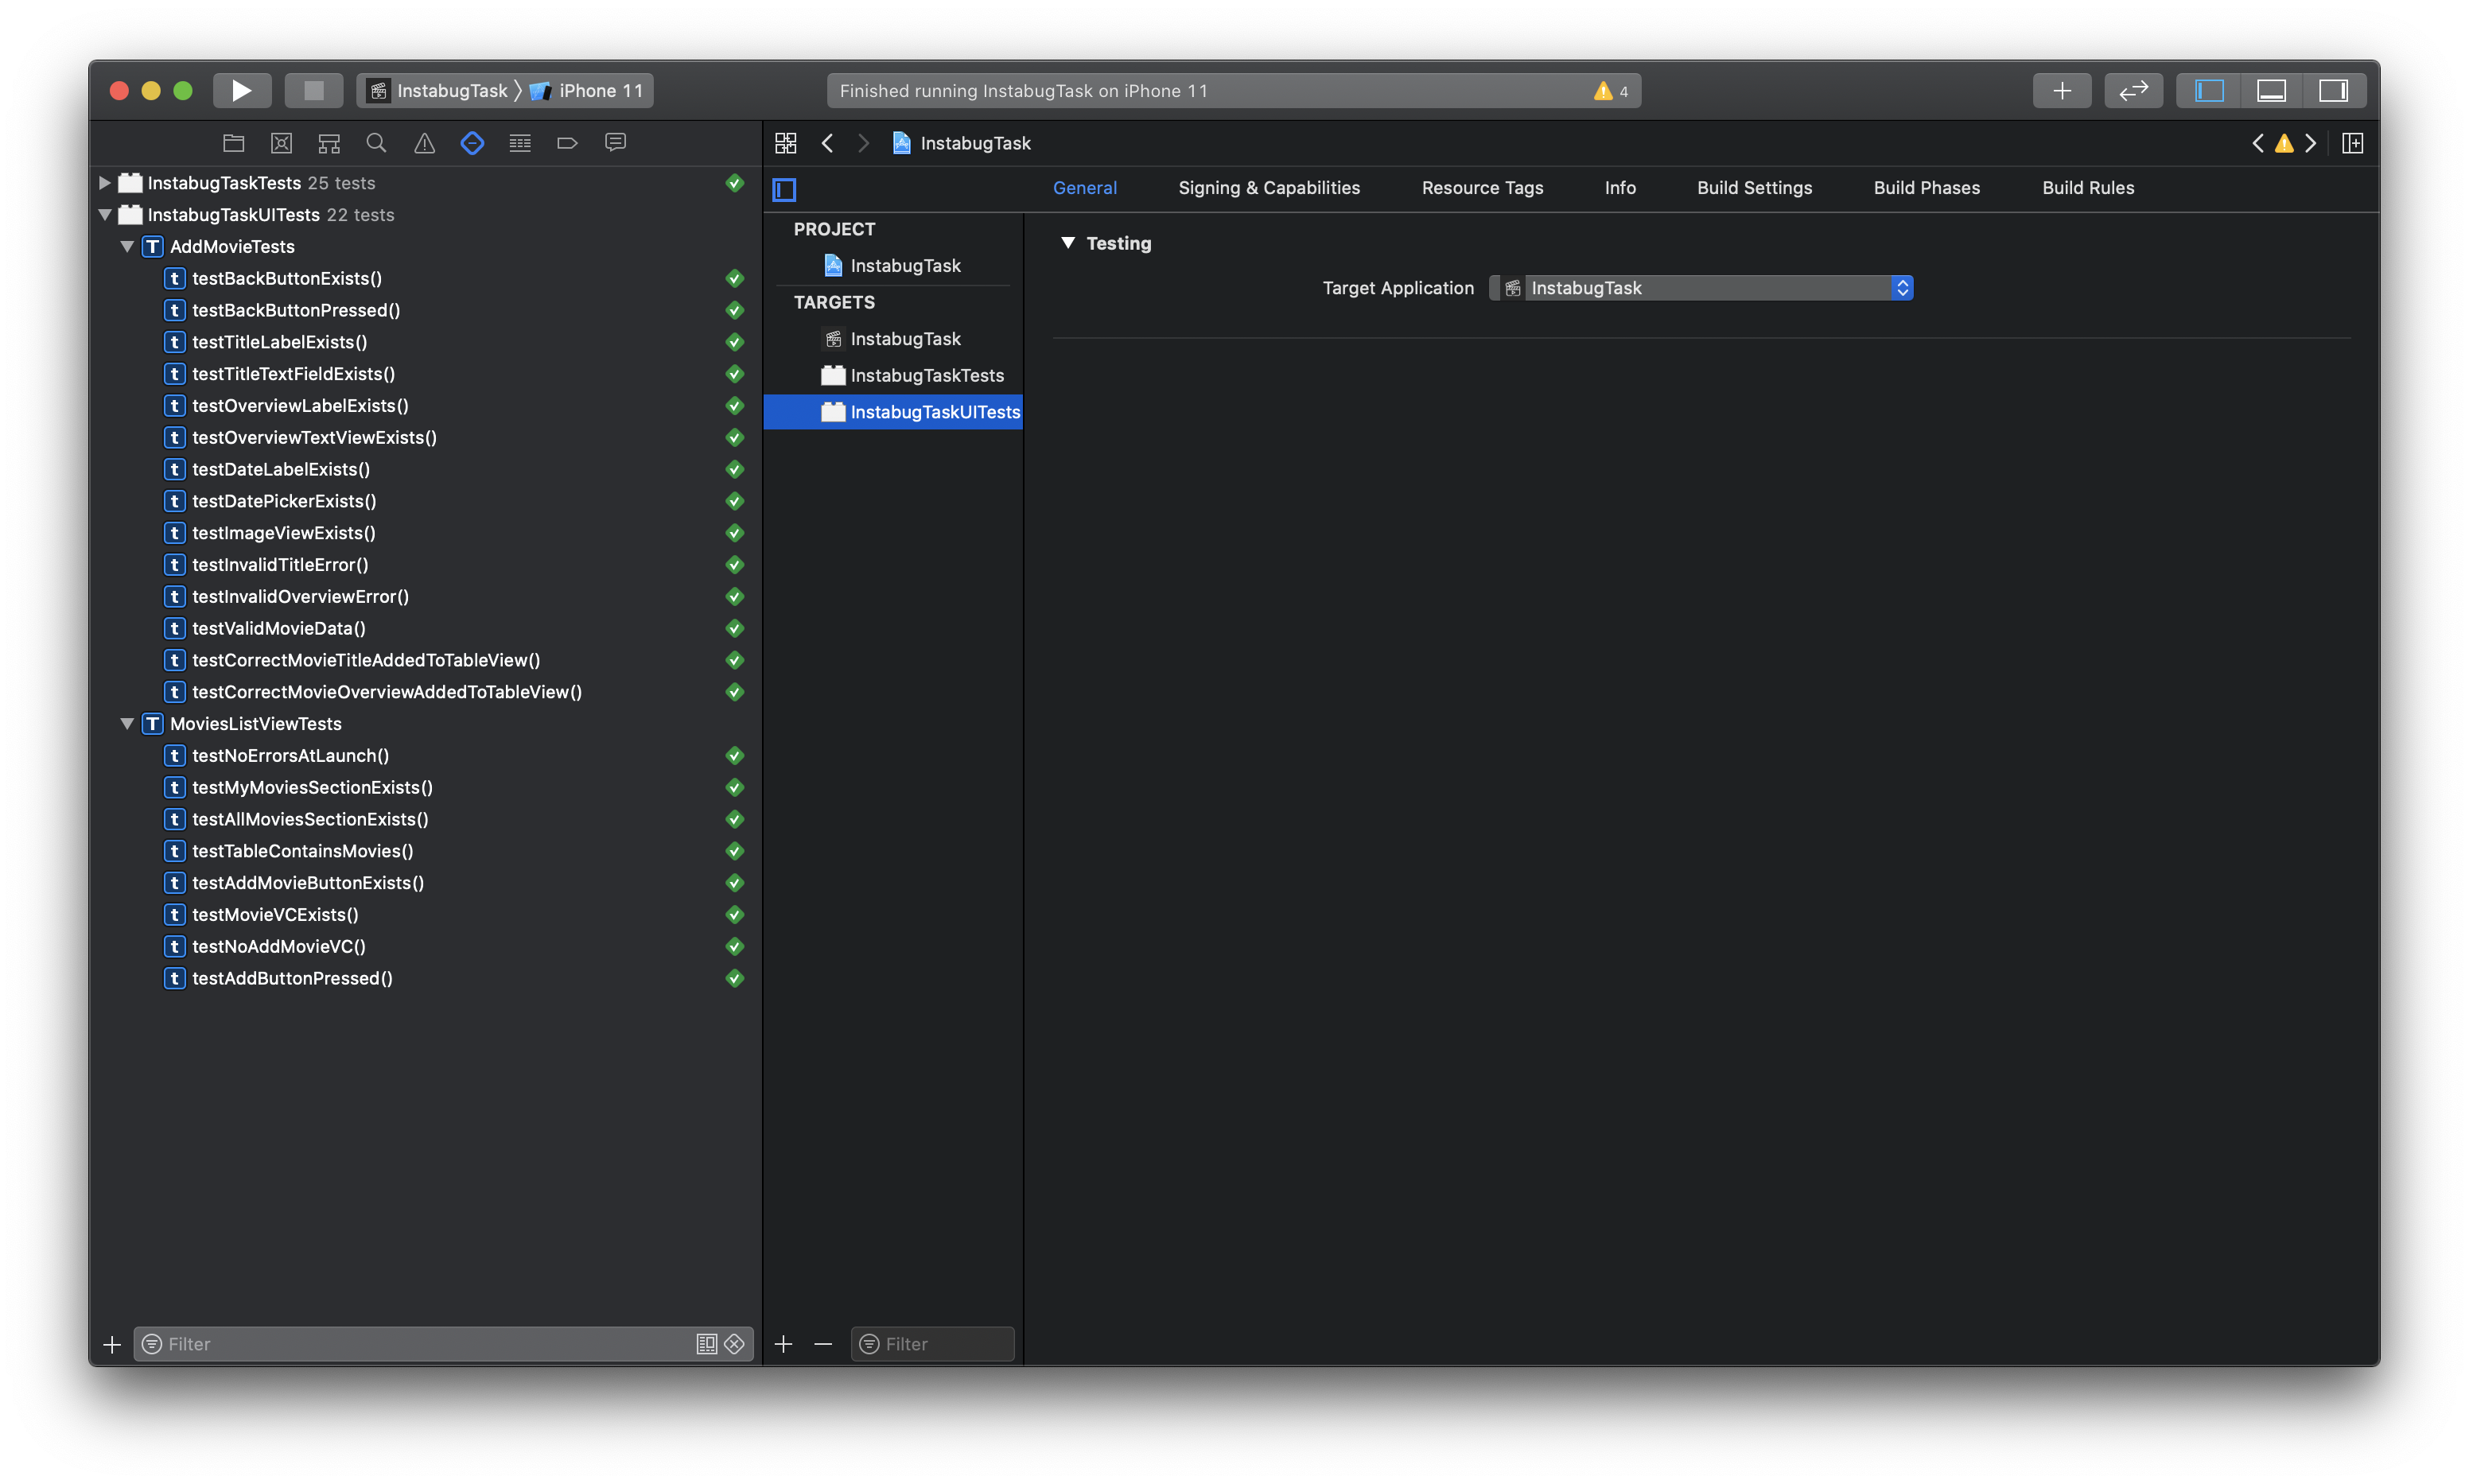 InstabugTask iPhone 11
Finished running InstabugTask on iPhone 11
4
InstabugTask
InstabugTaskTests 25 tests
InstabugTaskUITests 22 tests
T AddMovieTests
t testBackButtonExists()
t testBackButtonPressed()
t testTitleLabelExists()
t testTitleTextFieldExists()
t testOverviewLabelExists()
t testOverviewTextViewExists()
t testDateLabelExists()
t testDatePickerExists()
t testImageViewExists()
t testInvalidTitleError()
t testInvalidOverviewError()
t testValidMovieData()
t testCorrectMovieTitleAddedToTableView()
t testCorrectMovieOverviewAddedToTableView()
T MoviesListViewTests
t testNoErrorsAtLaunch()
t testMyMoviesSectionExists()
t testAllMoviesSectionExists()
t testTableContainsMovies()
t testAddMovieButtonExists()
t testMovieVCExists()
t testNoAddMovieVC()
t testAddButtonPressed()
Filter
General Signing & Capabilities Resource Tags Info Build Settings Build Phases Build Rules
PROJECT
InstabugTask
TARGETS
InstabugTask
InstabugTaskTests
InstabugTaskUITests
Filter
Testing
Target Application InstabugTask